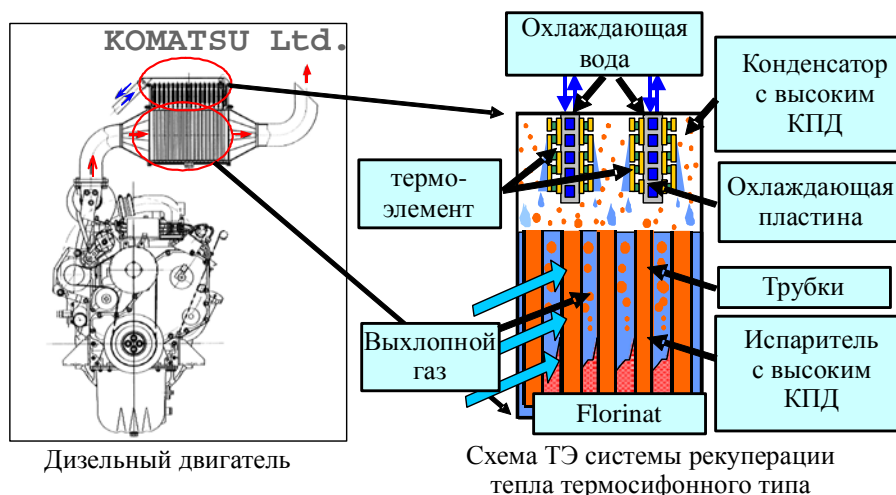 KOMATSU Ltd.
Охлаждающая
вода
Конденсатор
с высоким
КПД
термо-
элемент
Охлаждающая
пластина
Трубки
Выхлопной
газ
Испаритель
с высоким
КПД
Florinat
Дизельный двигатель
Схема ТЭ системы рекуперации
тепла термосифонного типа